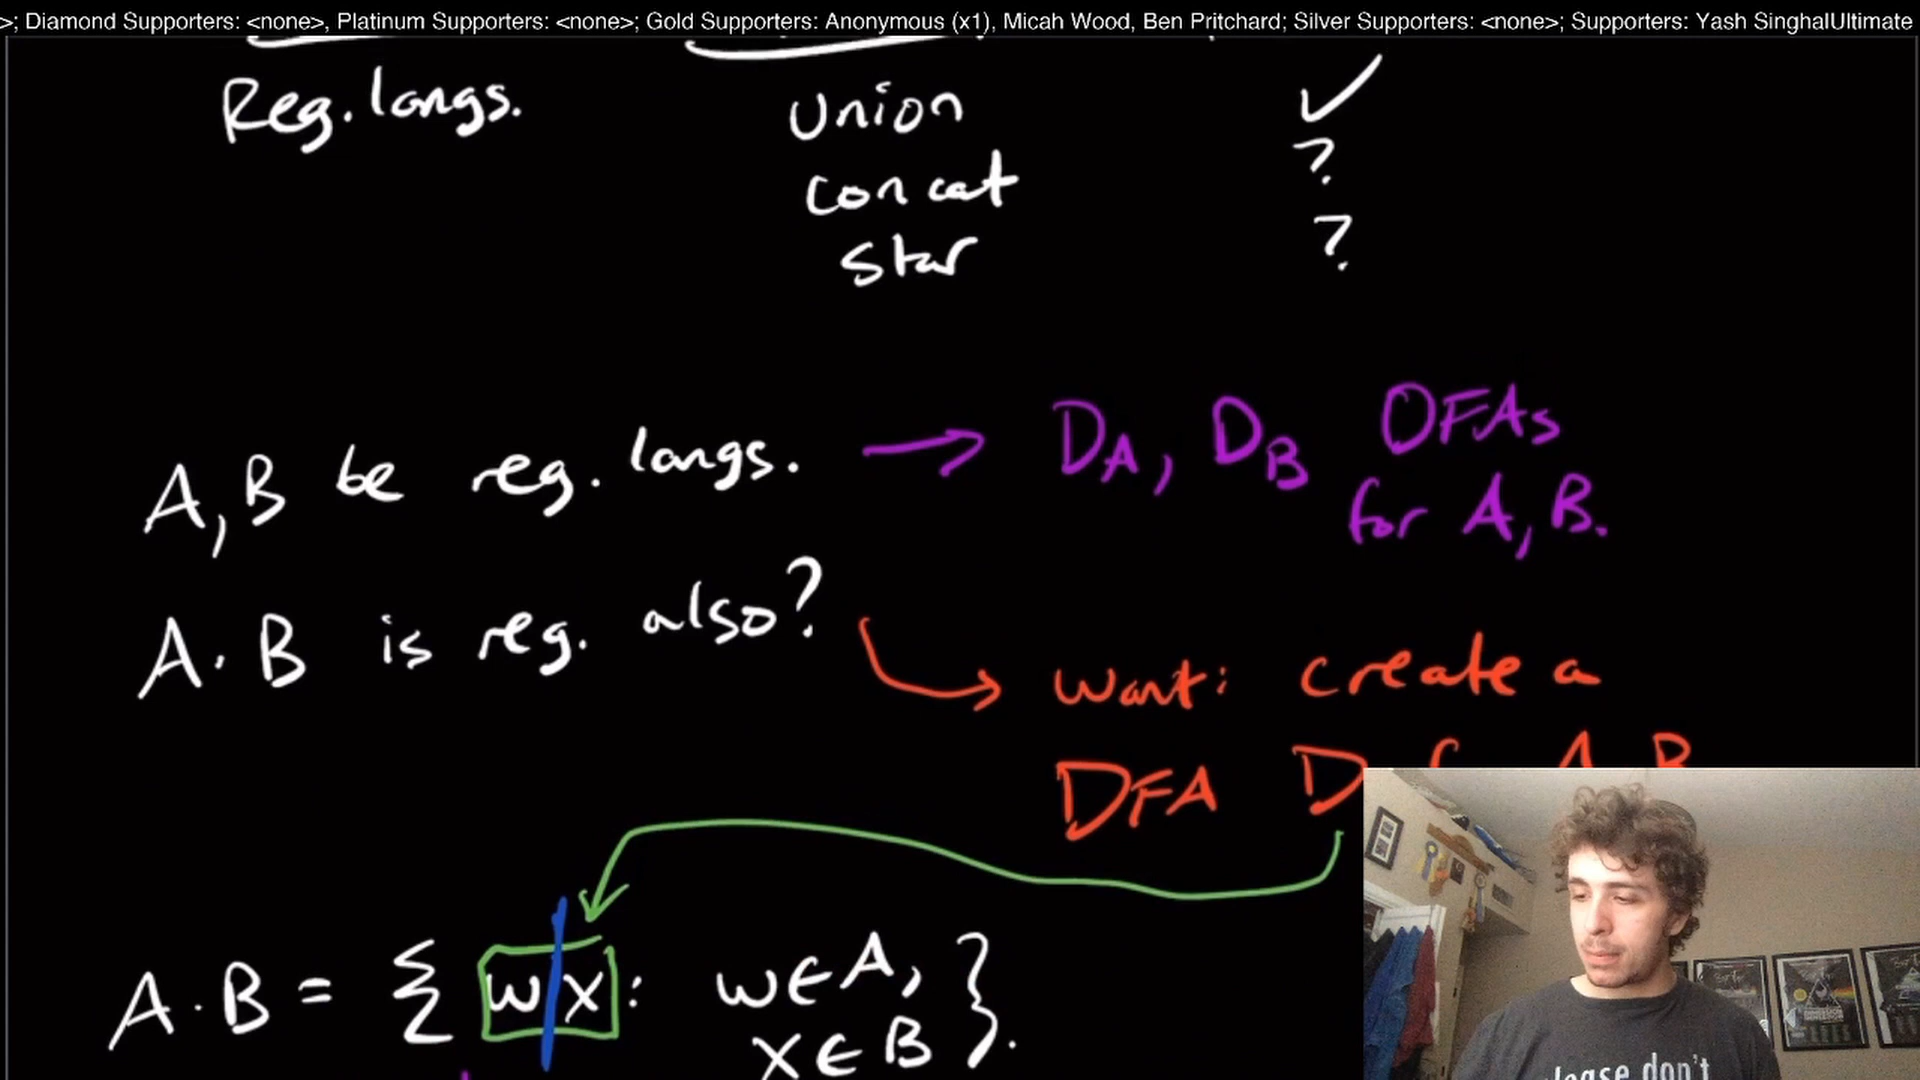 >; Diamond Supporters: <none>, Platinum Supporters: <none>; Gold Supporters: Anonymous (x1), Micah Wood, Ben Pritchard; Silver Supporters: <none>; Supporters: Yash SinghalUltimate
Reg. langs. Union ✓
concat ?
star ?
A, B be reg. langs. → DA, DB DFAs
for A, B.
A · B is reg. also?
Want: create a
DFA D
A · B = { w x : w ∈ A, }
x ∈ B .
please don't